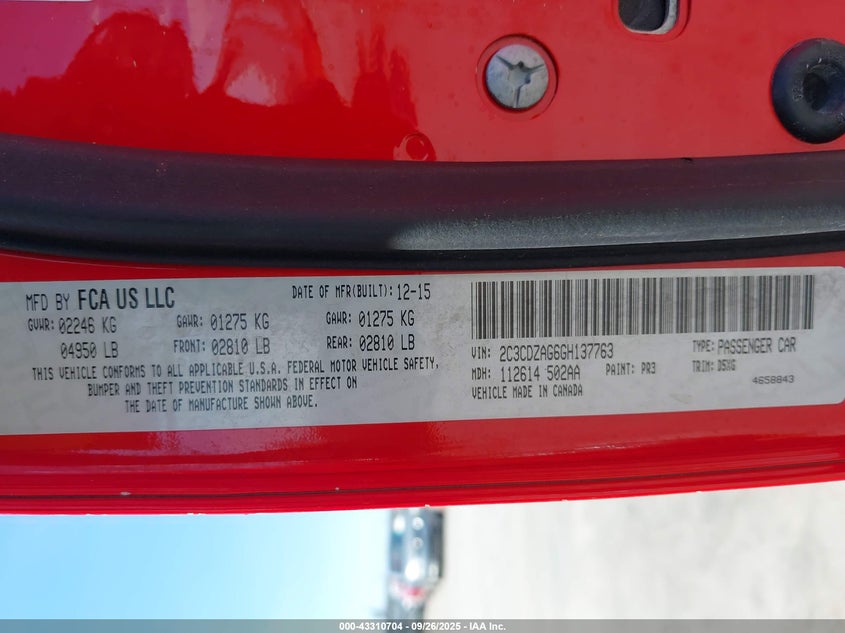 MFD BY FCA US LLC
DATE OF MFR(BUILT): 12-15
GVWR: 02246 KG
GAWR: 01275 KG
GAWR: 01275 KG
04950 LB
FRONT: 02810 LB
REAR: 02810 LB
THIS VEHICLE CONFORMS TO ALL APPLICABLE U.S.A. FEDERAL MOTOR VEHICLE SAFETY,
BUMPER AND THEFT PREVENTION STANDARDS IN EFFECT ON
THE DATE OF MANUFACTURE SHOWN ABOVE.
VIN: 2C3CDZAG6GH137763
TYPE: PASSENGER CAR
MDH: 112614 502AA
PAINT: PR3
TRIM: D5XG
VEHICLE MADE IN CANADA
4658843
000-43310704 - 09/26/2025 - IAA Inc.